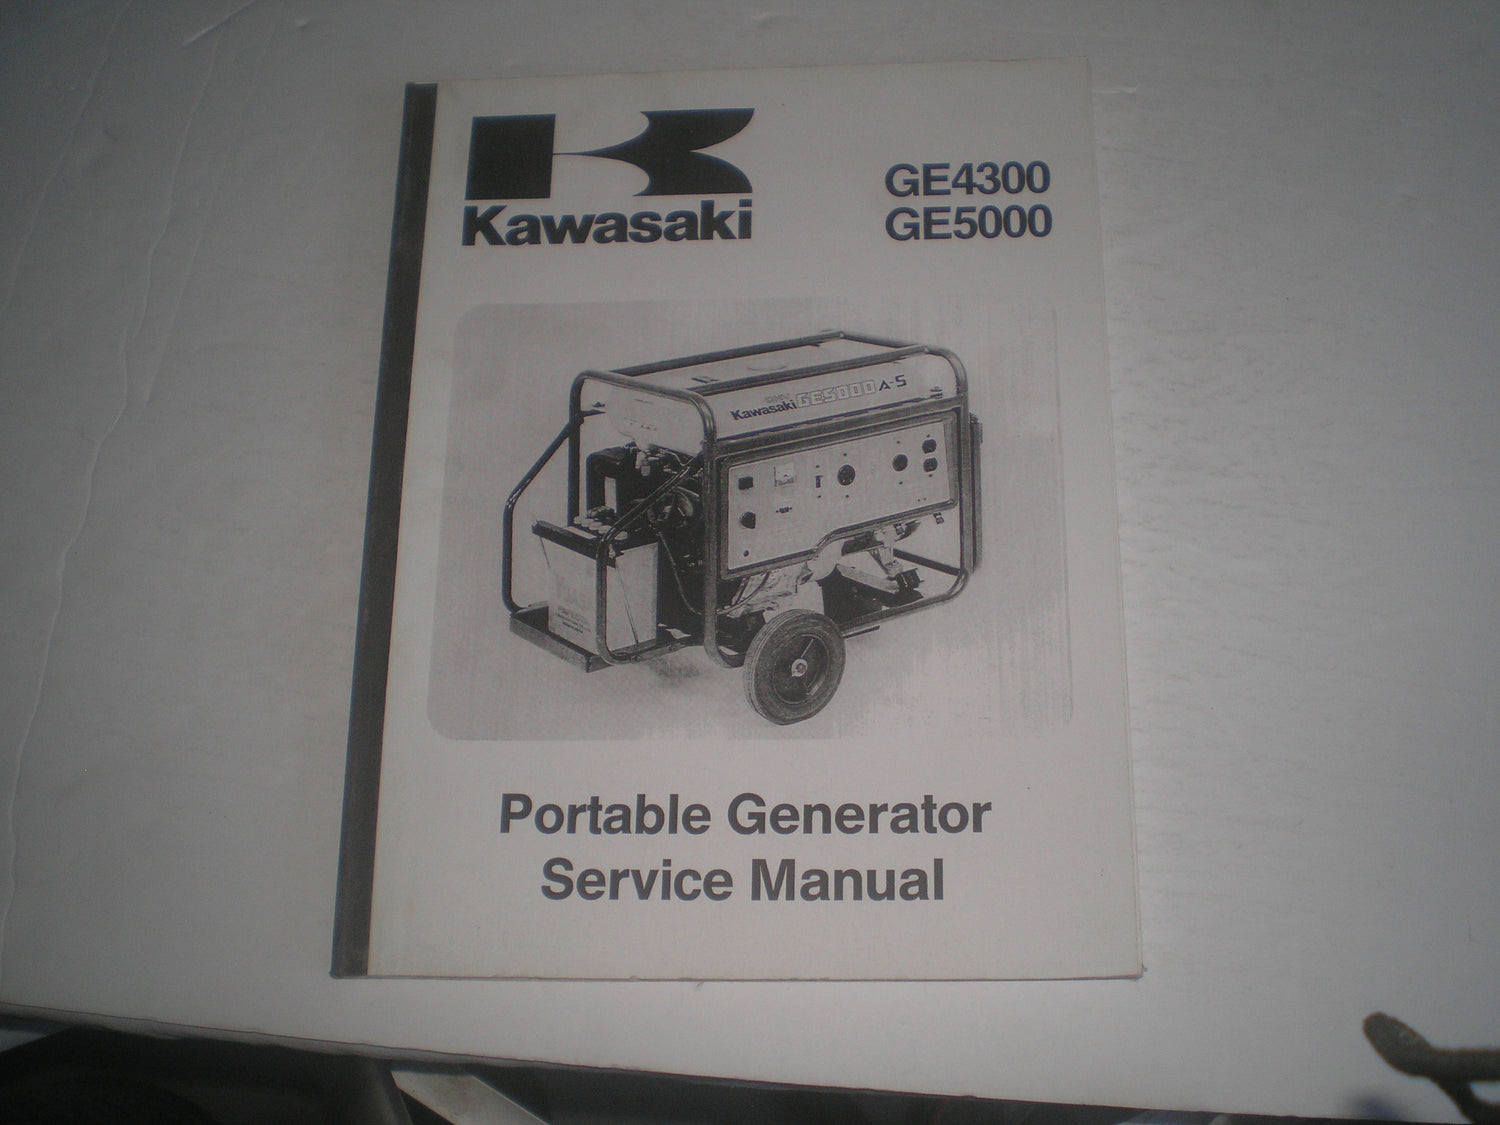 Kawasaki
GE4300
GE5000
Kawasaki GE5000 A-S
Portable Generator
Service Manual